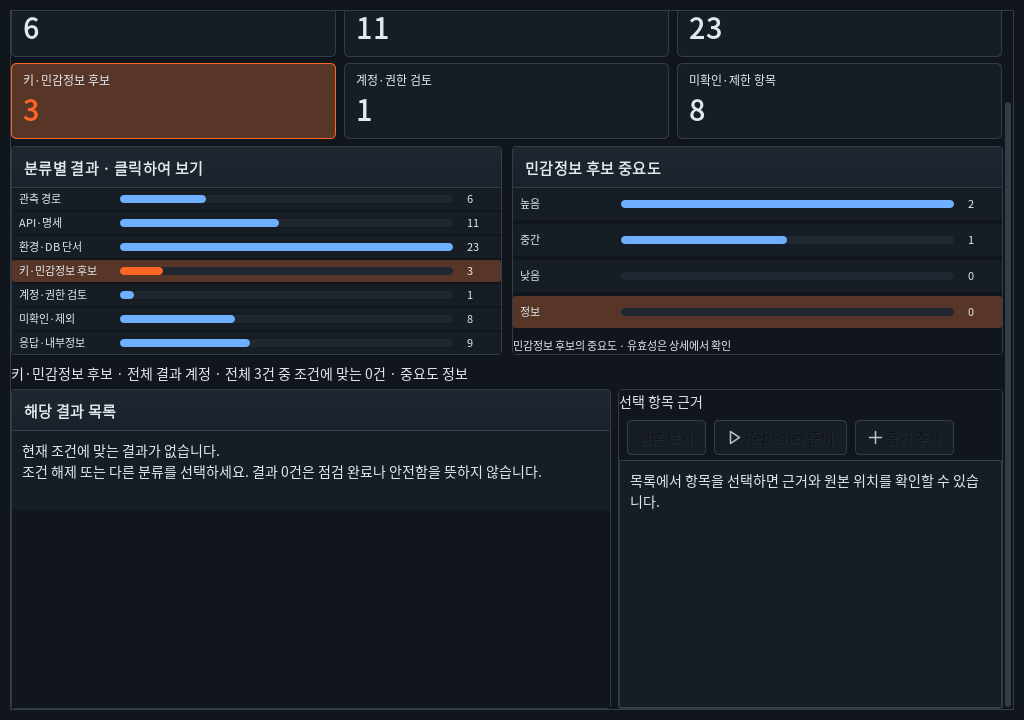 6
11
23
키·민감정보 후보
3
계정·권한 검토
1
미확인·제한 항목
8
분류별 결과 · 클릭하여 보기
관측 경로 6
API·명세 11
환경·DB 단서 23
키·민감정보 후보 3
계정·권한 검토 1
미확인·제외 8
응답·내부정보 9
민감정보 후보 중요도
높음 2
중간 1
낮음 0
정보 0
민감정보 후보의 중요도 · 유효성은 상세에서 확인
키·민감정보 후보 · 전체 결과 계정 · 전체 3건 중 조건에 맞는 0건 · 중요도 정보
해당 결과 목록
현재 조건에 맞는 결과가 없습니다.
조건 해제 또는 다른 분류를 선택하세요. 결과 0건은 점검 완료나 안전함을 뜻하지 않습니다.
선택 항목 근거
원본 보기
Repeater 준비
증거 추가
목록에서 항목을 선택하면 근거와 원본 위치를 확인할 수 있습
니다.